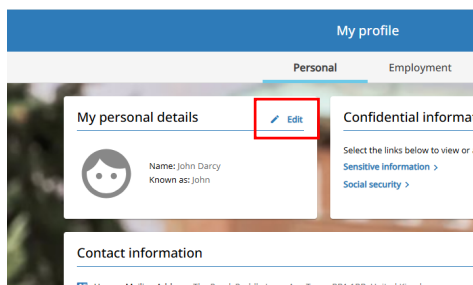 My profile
Personal Employment
My personal details Edit
Name: John Darcy
Known as: John
Confidential
Select the links below to view or
Sensitive information >
Social security >
Contact information